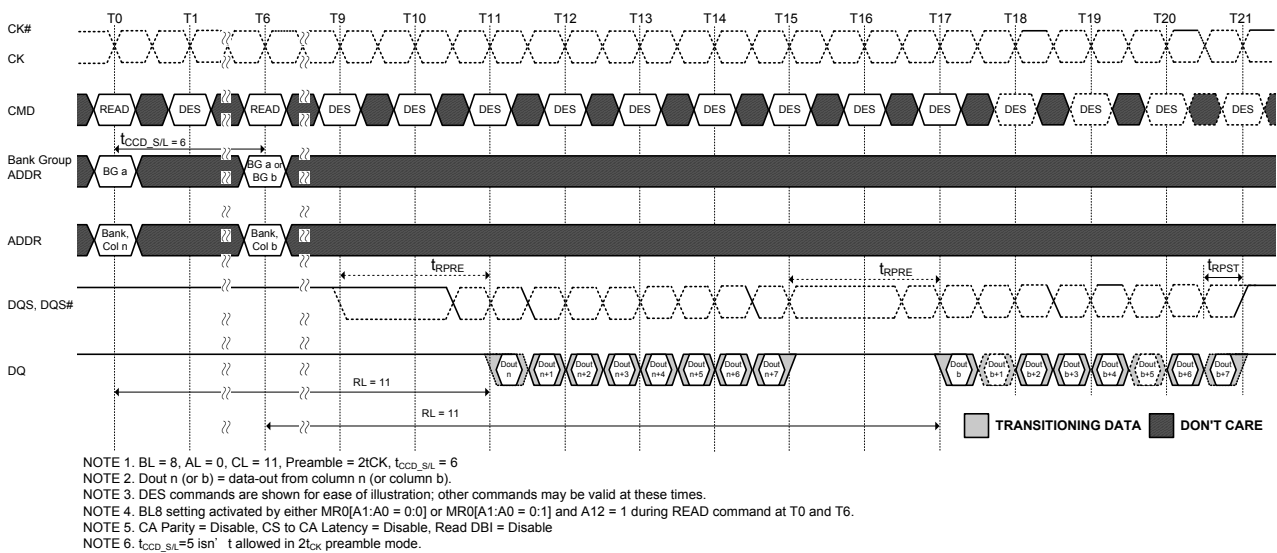 T0 T1 T6 T9 T10 T11 T12 T13 T14 T15 T16 T17 T18 T19 T20 T21
CK#
CK
CMD READ DES READ DES DES DES DES DES DES DES DES DES DES DES DES DES
tCCD_S/L = 6
Bank Group
ADDR
BG a
BG a or
BG b
ADDR
Bank,
Col n
Bank,
Col b
tRPRE tRPRE tRPST
DQS, DQS#
DQ
Dout
n
Dout
n+1
Dout
n+2
Dout
n+3
Dout
n+4
Dout
n+5
Dout
n+6
Dout
n+7
Dout
b
Dout
b+1
Dout
b+2
Dout
b+3
Dout
b+4
Dout
b+5
Dout
b+6
Dout
b+7
RL = 11
RL = 11
TRANSITIONING DATA DON'T CARE
NOTE 1. BL = 8, AL = 0, CL = 11, Preamble = 2tCK, tCCD_S/L = 6
NOTE 2. Dout n (or b) = data-out from column n (or column b).
NOTE 3. DES commands are shown for ease of illustration; other commands may be valid at these times.
NOTE 4. BL8 setting activated by either MR0[A1:A0 = 0:0] or MR0[A1:A0 = 0:1] and A12 = 1 during READ command at T0 and T6.
NOTE 5. CA Parity = Disable, CS to CA Latency = Disable, Read DBI = Disable
NOTE 6. tCCD_S/L=5 isn' t allowed in 2tCK preamble mode.